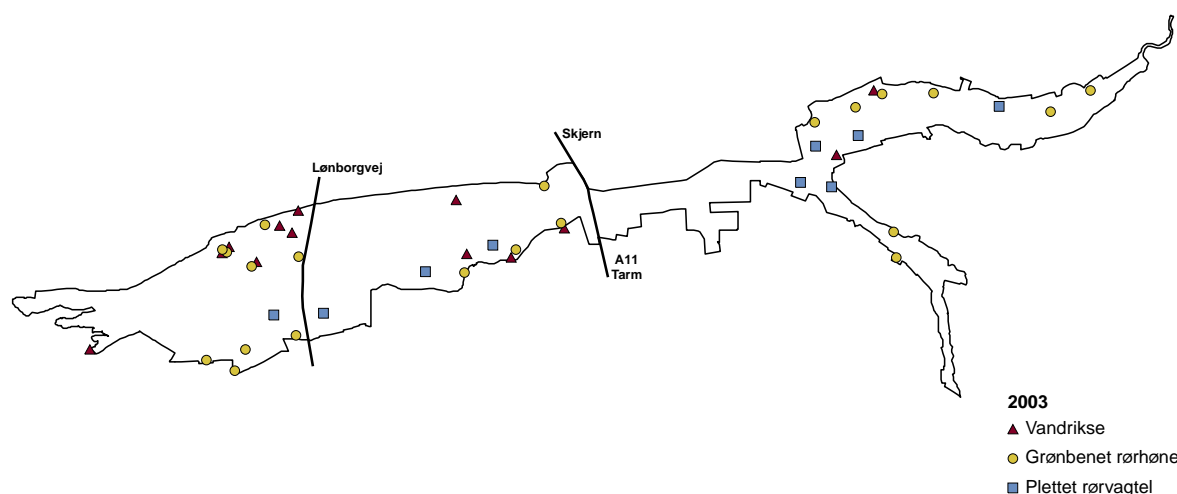 Skjern
Lønborgvej
A11
Tarm
2003
Vandrikse
Grønbenet rørhøne
Plettet rørvagtel